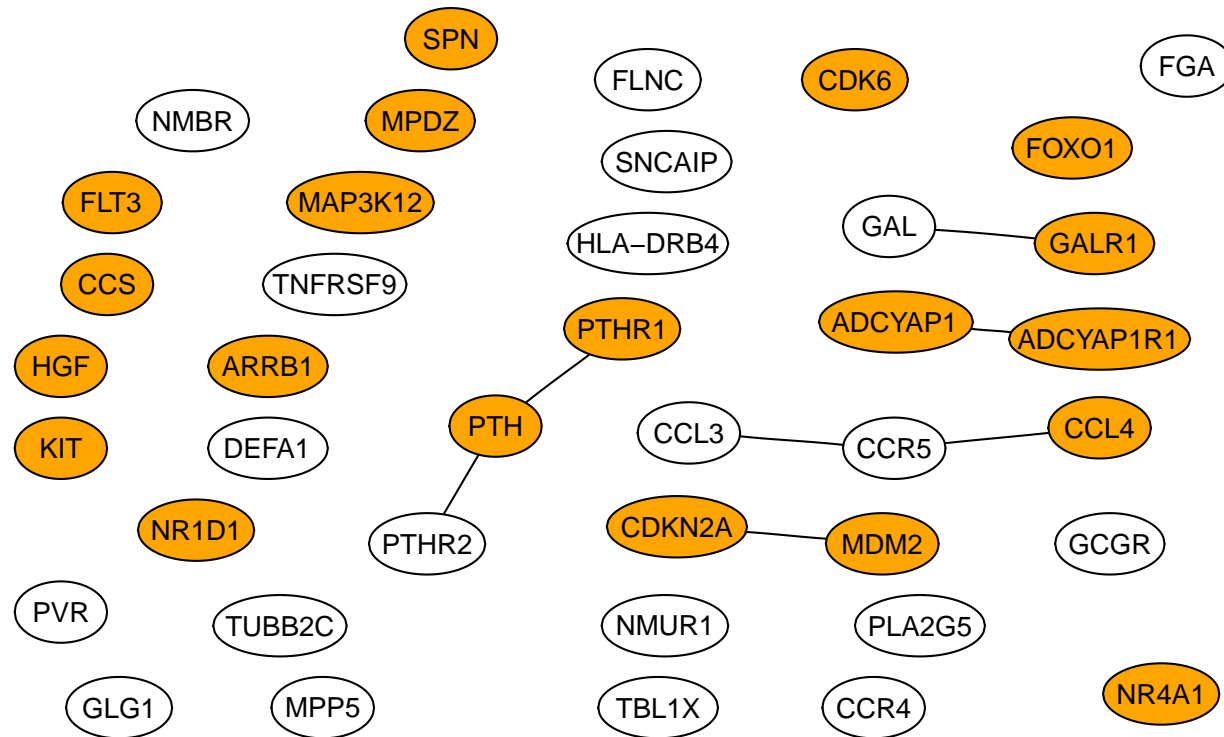 SPN
FLNC
CDK6
FGA
NMBR
MPDZ
SNCAIP
FOXO1
FLT3
MAP3K12
HLA−DRB4
GAL
GALR1
CCS
TNFRSF9
PTHR1
ADCYAP1
ADCYAP1R1
HGF
ARRB1
PTH
CCL3
CCR5
CCL4
KIT
DEFA1
NR1D1
PTHR2
CDKN2A
MDM2
GCGR
PVR
TUBB2C
NMUR1
PLA2G5
GLG1
MPP5
TBL1X
CCR4
NR4A1